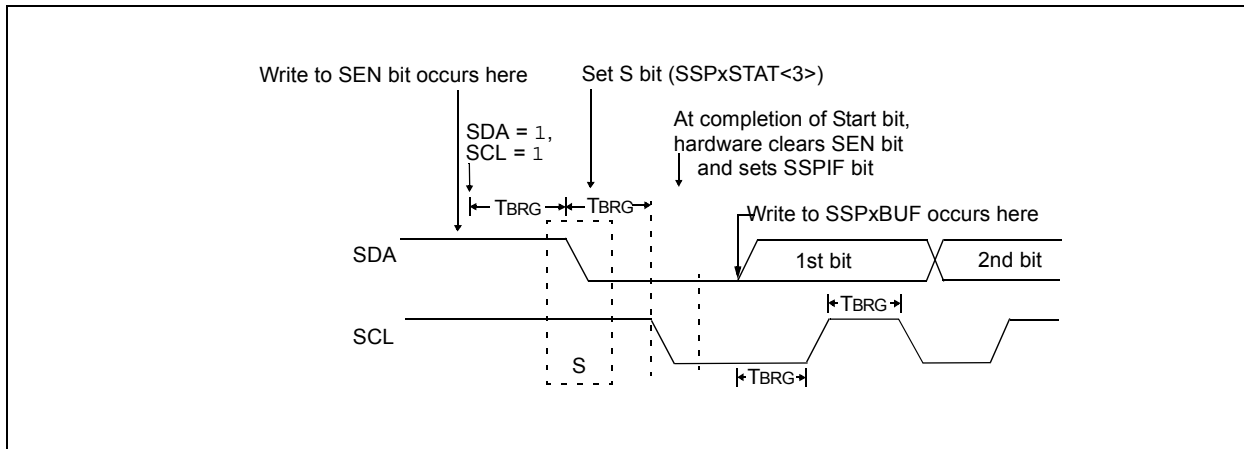 Write to SEN bit occurs here
Set S bit (SSPxSTAT<3>)
SDA = 1,
SCL = 1
At completion of Start bit,
hardware clears SEN bit
and sets SSPIF bit
TBRG
TBRG
Write to SSPxBUF occurs here
SDA
1st bit
2nd bit
TBRG
SCL
S
TBRG